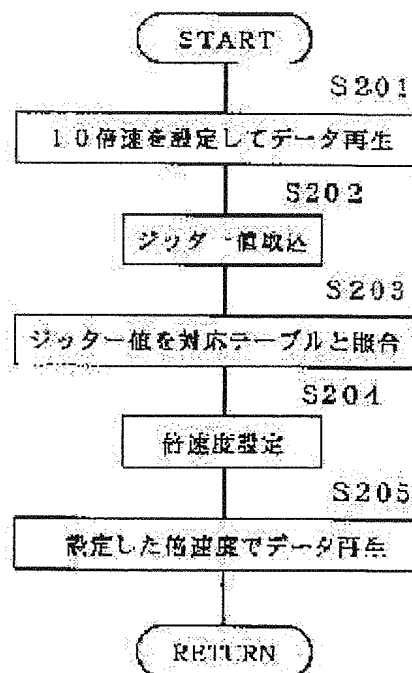 START
S201
10倍速を設定してデータ再生
S202
ジッター値取込
S203
ジッター値を対応テーブルと照合
S204
倍速度設定
S205
設定した倍速度でデータ再生
RETURN